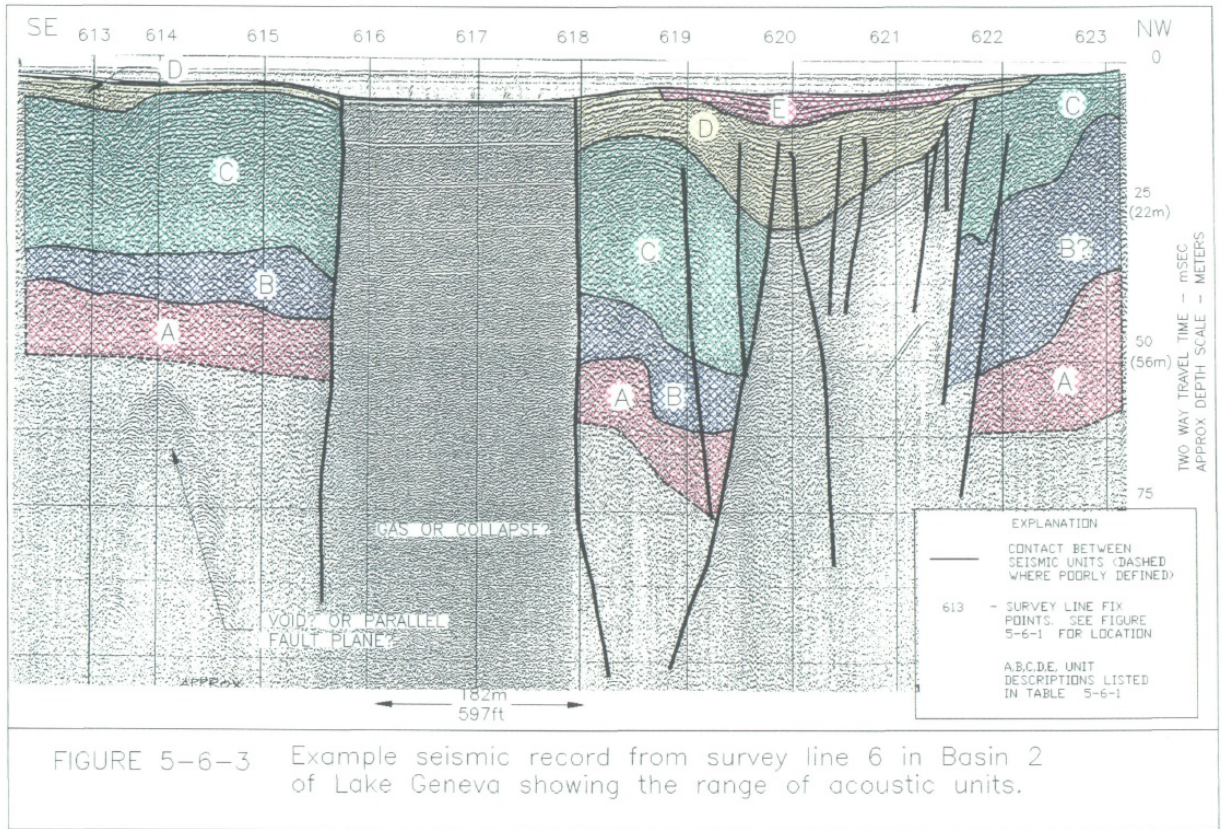 SE 613 614 615 616 617 618 619 620 621 622 623 NW
0
D
E
D
C
C
25
(22m)
C
B?
B
A
50
(56m)
A
B
A
TWO WAY TRAVEL TIME - mSEC
APPROX DEPTH SCALE - METERS
75
GAS OR COLLAPSE?
VOID? OR PARALLEL
FAULT PLANE?
APPROX
182m
597ft
EXPLANATION
CONTACT BETWEEN
SEISMIC UNITS (DASHED
WHERE POORLY DEFINED)
613 - SURVEY LINE FIX
POINTS. SEE FIGURE
5-6-1 FOR LOCATION
A,B,C,D,E, UNIT
DESCRIPTIONS LISTED
IN TABLE 5-6-1
FIGURE 5-6-3 Example seismic record from survey line 6 in Basin 2
of Lake Geneva showing the range of acoustic units.